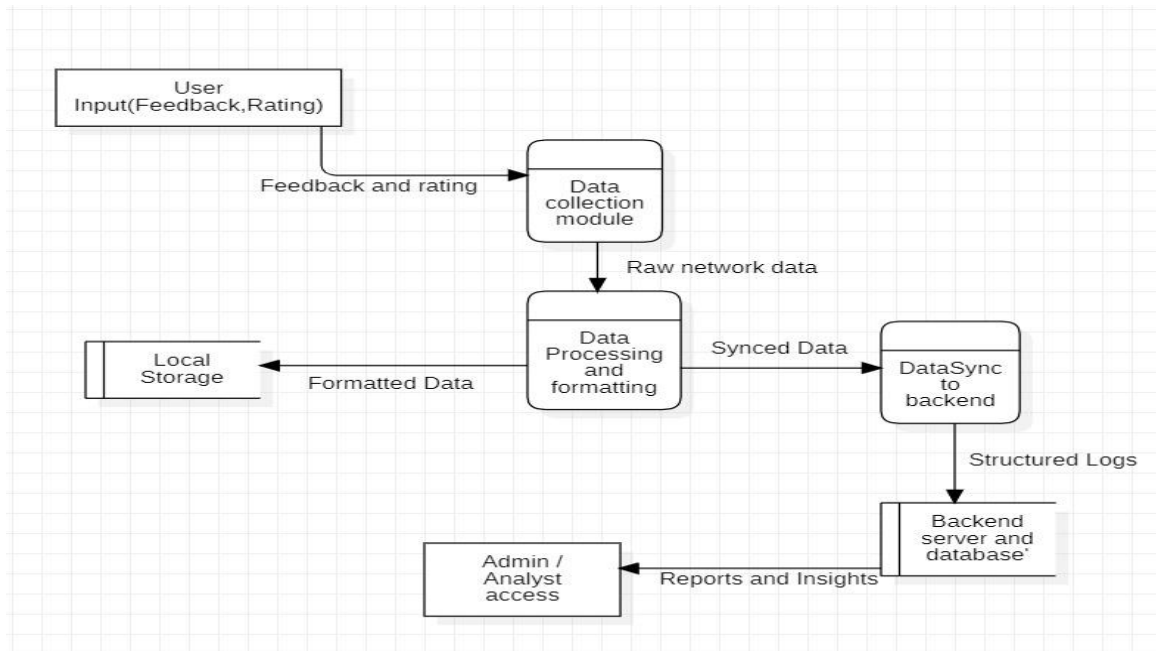 User
Input(Feedback,Rating)
Feedback and rating
Data
collection
module
Raw network data
Data
Processing
and
formatting
Synced Data
DataSync
to
backend
Local
Storage
Formatted Data
Structured Logs
Backend
server and
database'
Reports and Insights
Admin /
Analyst
access